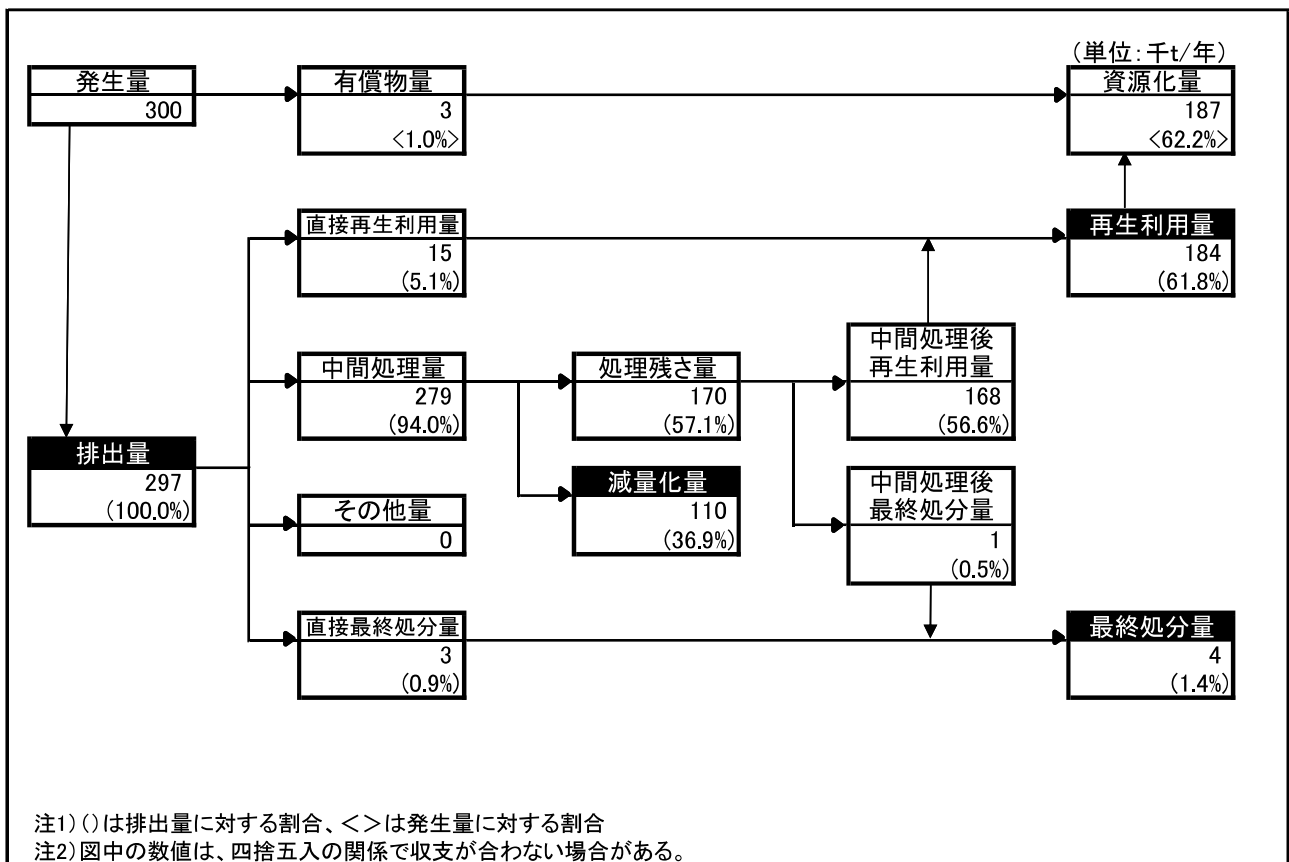 (単位:千t/年)
発生量
300
有償物量
3
<1.0%>
資源化量
187
<62.2%>
直接再生利用量
15
(5.1%)
再生利用量
184
(61.8%)
中間処理量
279
(94.0%)
処理残さ量
170
(57.1%)
中間処理後
再生利用量
168
(56.6%)
排出量
297
(100.0%)
その他量
0
減量化量
110
(36.9%)
中間処理後
最終処分量
1
(0.5%)
直接最終処分量
3
(0.9%)
最終処分量
4
(1.4%)
注1)()は排出量に対する割合、<>は発生量に対する割合
注2)図中の数値は、四捨五入の関係で収支が合わない場合がある。